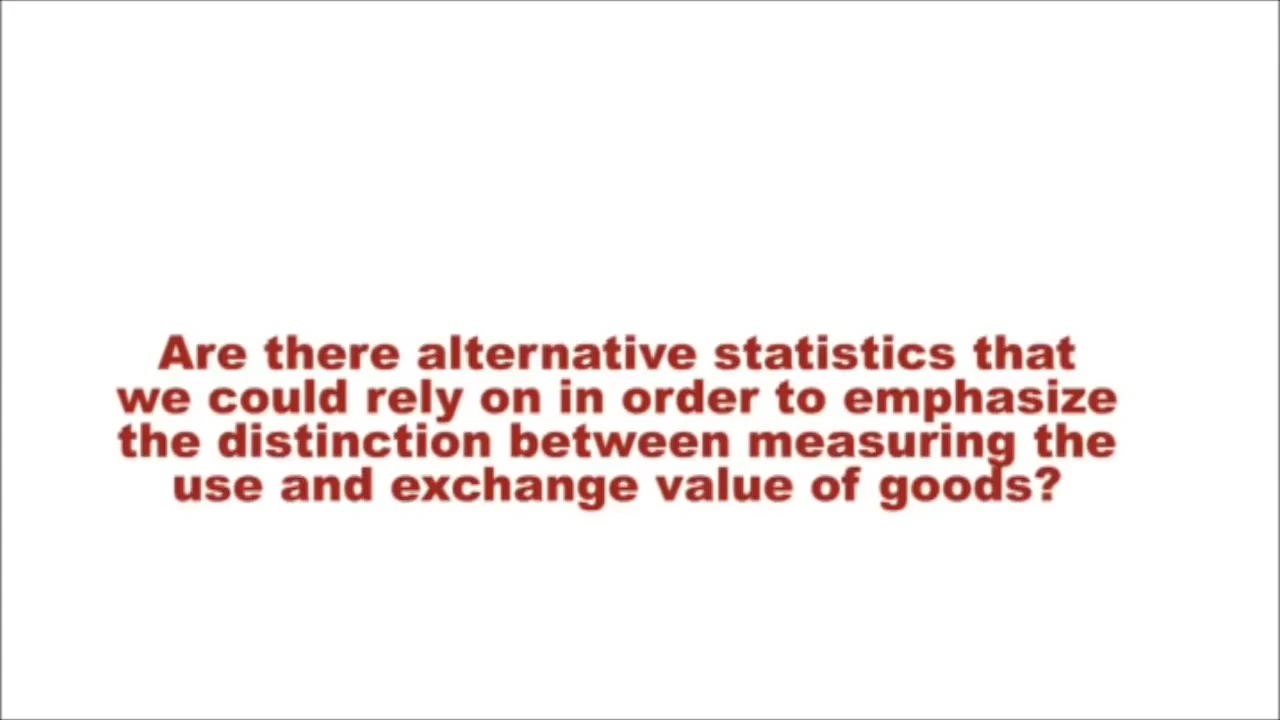 Are there alternative statistics that
we could rely on in order to emphasize
the distinction between measuring the
use and exchange value of goods?